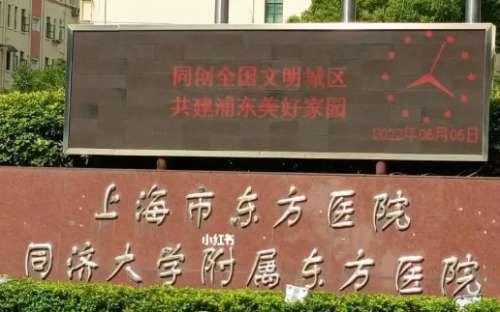 同创全国文明城区
共建浦东美好家园
2022年06月06日
上海市东方医院
小红书
同济大学附属东方医院